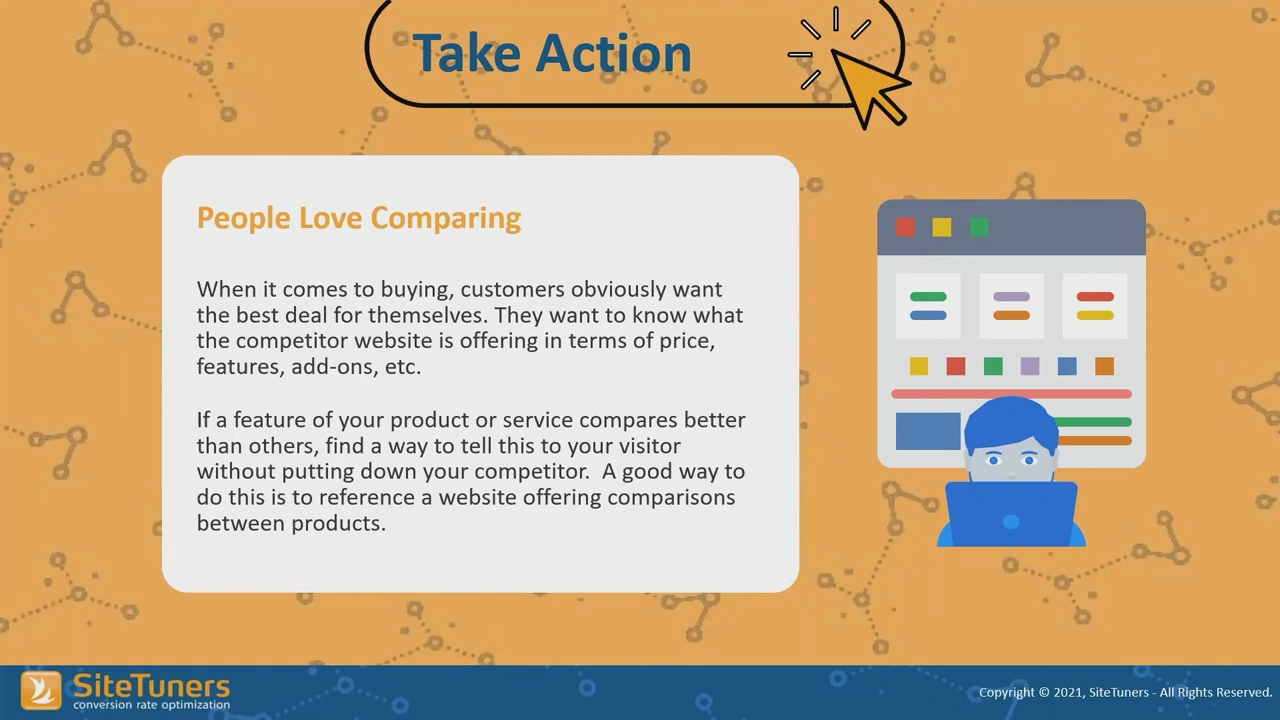 Take Action
People Love Comparing
When it comes to buying, customers obviously want
the best deal for themselves. They want to know what
the competitor website is offering in terms of price,
features, add-ons, etc.
If a feature of your product or service compares better
than others, find a way to tell this to your visitor
without putting down your competitor.  A good way to
do this is to reference a website offering comparisons
between products.
SiteTuners
conversion rate optimization
Copyright © 2021, SiteTuners - All Rights Reserved.